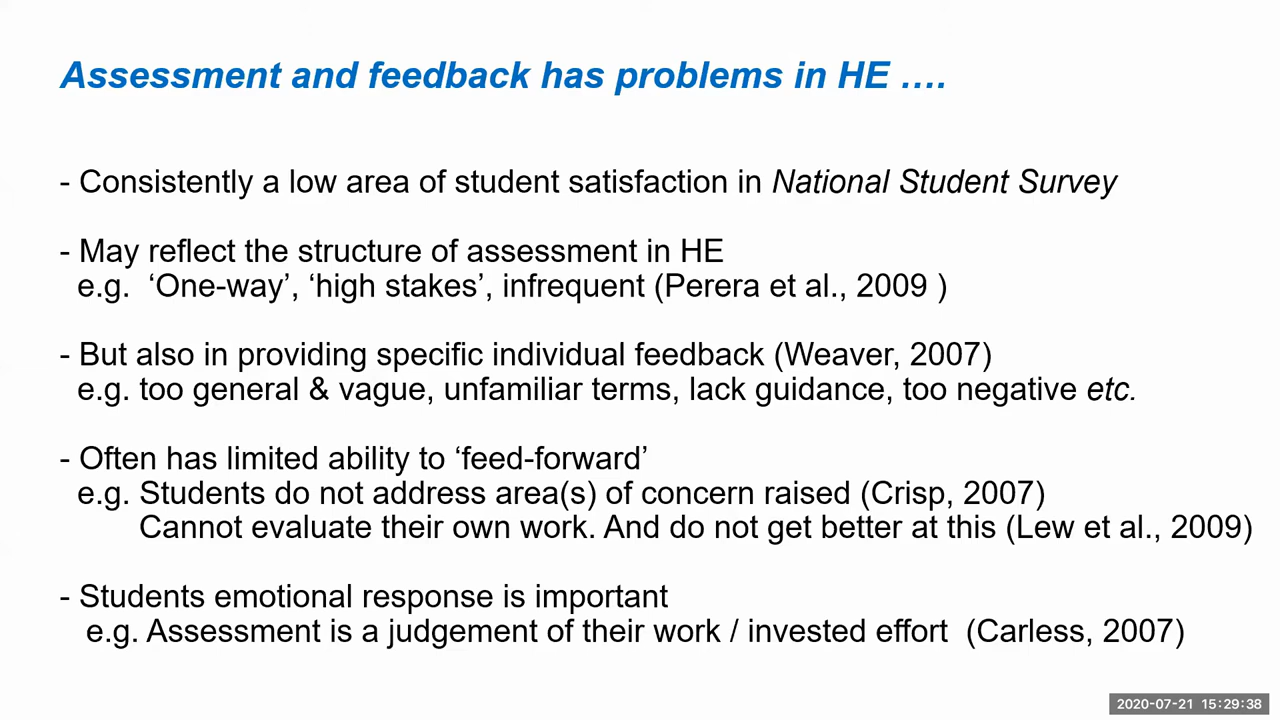 Assessment and feedback has problems in HE ….
- Consistently a low area of student satisfaction in National Student Survey
- May reflect the structure of assessment in HE
e.g. ‘One-way’, ‘high stakes’, infrequent (Perera et al., 2009 )
- But also in providing specific individual feedback (Weaver, 2007)
e.g. too general & vague, unfamiliar terms, lack guidance, too negative etc.
- Often has limited ability to ‘feed-forward’
e.g. Students do not address area(s) of concern raised (Crisp, 2007)
Cannot evaluate their own work. And do not get better at this (Lew et al., 2009)
- Students emotional response is important
e.g. Assessment is a judgement of their work / invested effort (Carless, 2007)
2020-07-21 15:29:38